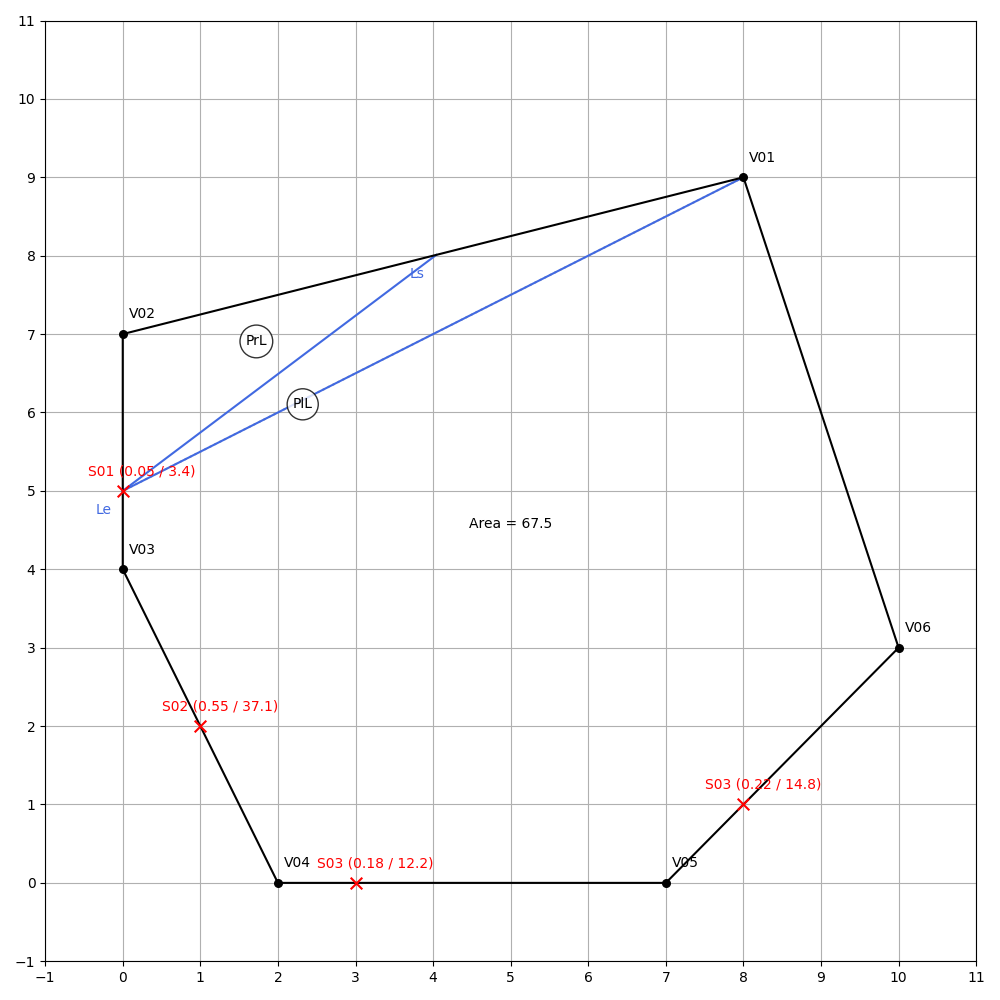 11
10
9
8
7
6
5
4
3
2
1
0
−1
V01
Ls
V02
PrL
PlL
S01 (0.05 / 3.4)
Le
Area = 67.5
V03
V06
S02 (0.55 / 37.1)
S03 (0.22 / 14.8)
V04
S03 (0.18 / 12.2)
V05
−1 0 1 2 3 4 5 6 7 8 9 10 11